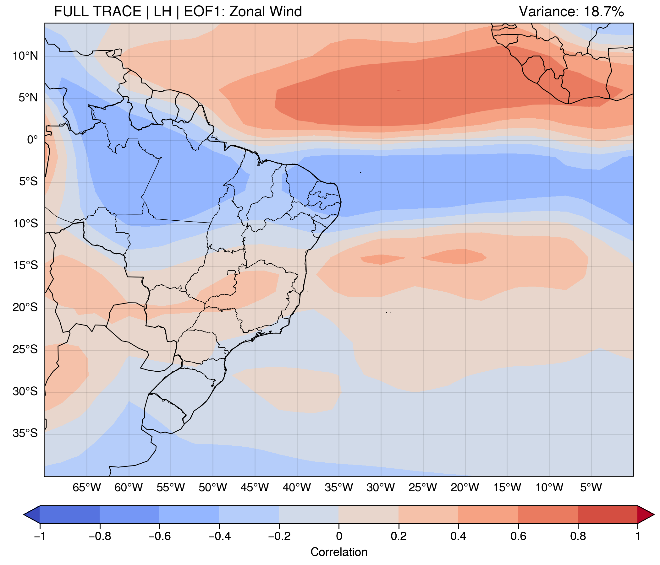 FULL TRACE | LH | EOF1: Zonal Wind Variance: 18.7%
10°N
5°N
0°
5°S
10°S
15°S
20°S
25°S
30°S
35°S
65°W 60°W 55°W 50°W 45°W 40°W 35°W 30°W 25°W 20°W 15°W 10°W 5°W
−1 −0.8 −0.6 −0.4 −0.2 0 0.2 0.4 0.6 0.8 1
Correlation